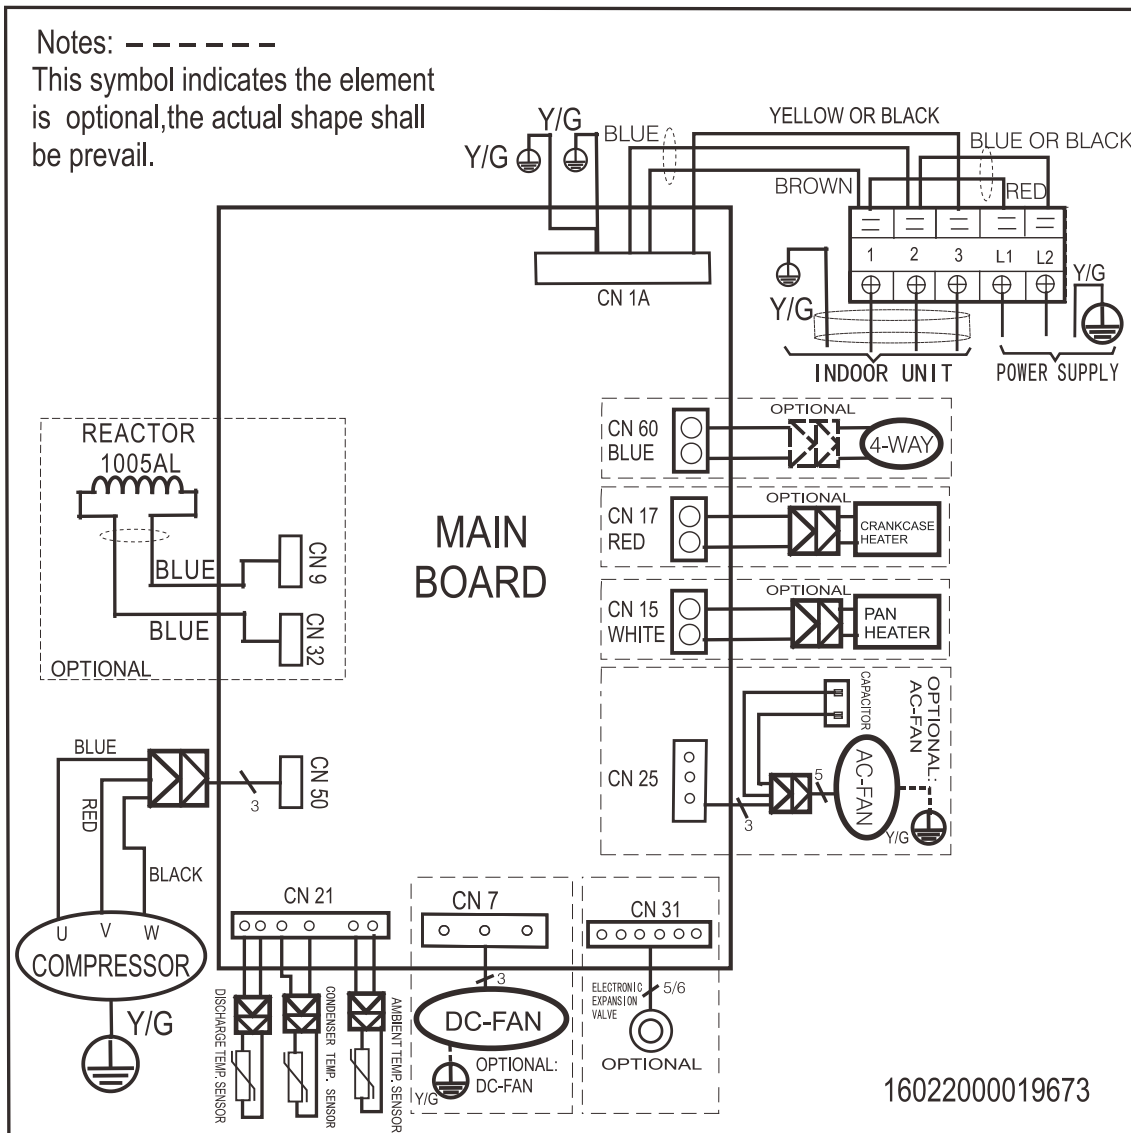 Notes:
This symbol indicates the element
is optional,the actual shape shall
be prevail.
Y/G
Y/G
BLUE
YELLOW OR BLACK
BLUE OR BLACK
BROWN
RED
1 2 3 L1 L2
CN 1A
Y/G
Y/G
INDOOR UNIT
POWER SUPPLY
REACTOR
1005AL
BLUE
BLUE
CN 9
CN 32
OPTIONAL
MAIN
BOARD
CN 60
BLUE
OPTIONAL
4-WAY
CN 17
RED
OPTIONAL
CRANKCASE
HEATER
CN 15
WHITE
OPTIONAL
PAN
HEATER
CN 25
3
CAPACITOR
5
AC-FAN
OPTIONAL:
AC-FAN
Y/G
BLUE
RED
BLACK
3
CN 50
U V W
COMPRESSOR
Y/G
CN 21
DISCHARGE TEMP. SENSOR
CONDENSER TEMP. SENSOR
AMBIENT TEMP. SENSOR
CN 7
3
DC-FAN
OPTIONAL:
DC-FAN
Y/G
CN 31
5/6
ELECTRONIC
EXPANSION
VALVE
OPTIONAL
16022000019673